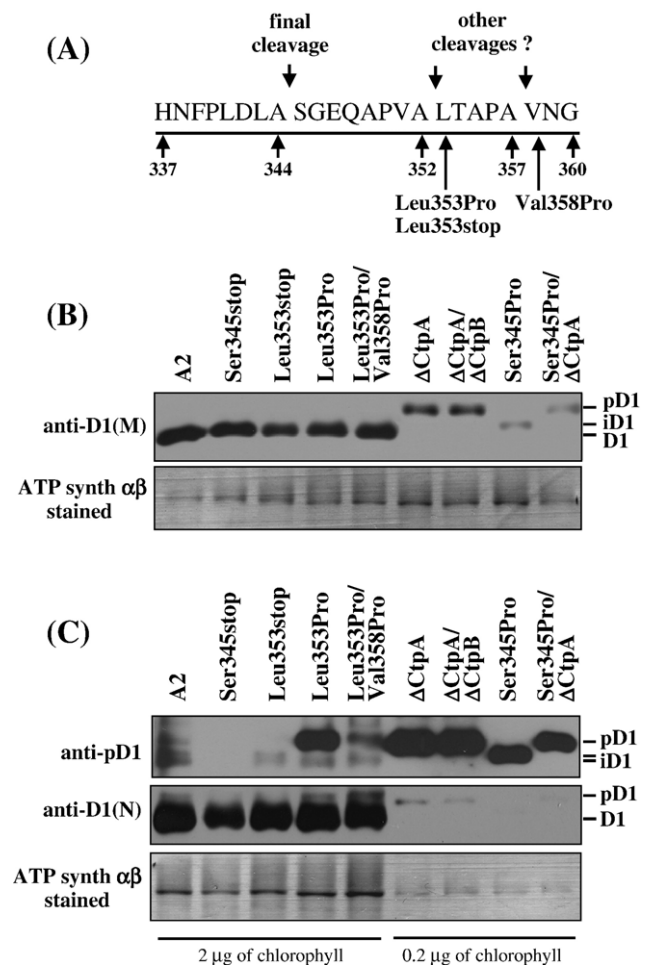 (A)
final
cleavage
other
cleavages ?
HNFPLDLA SGEQAPVA LTAPA VNG
337
344
352
357
360
Leu353Pro
Leu353stop
Val358Pro
(B)
A2
Ser345stop
Leu353stop
Leu353Pro
Leu353Pro/
Val358Pro
ΔCtpA
ΔCtpA/
ΔCtpB
Ser345Pro
Ser345Pro/
ΔCtpA
anti-D1(M)
pD1
iD1
D1
ATP synth αβ
stained
(C)
A2
Ser345stop
Leu353stop
Leu353Pro
Leu353Pro/
Val358Pro
ΔCtpA
ΔCtpA/
ΔCtpB
Ser345Pro
Ser345Pro/
ΔCtpA
anti-pD1
pD1
iD1
anti-D1(N)
pD1
D1
ATP synth αβ
stained
2 µg of chlorophyll
0.2 µg of chlorophyll